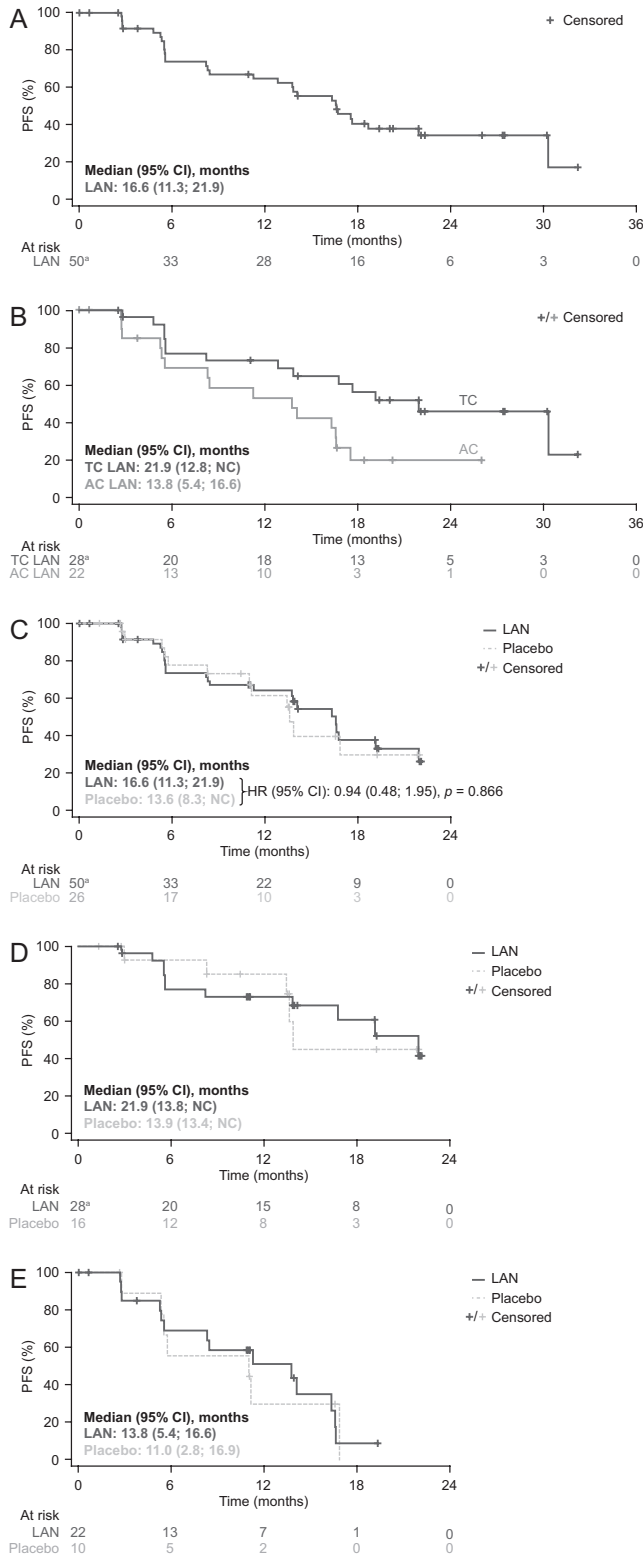 A
+ Censored
100
80
60
40
20
0
PFS (%)
Median (95% CI), months
LAN: 16.6 (11.3; 21.9)
0 6 12 18 24 30 36
Time (months)
At risk
LAN 50ᵃ 33 28 16 6 3 0
B
+/+ Censored
100
80
60
40
20
0
PFS (%)
TC
AC
Median (95% CI), months
TC LAN: 21.9 (12.8; NC)
AC LAN: 13.8 (5.4; 16.6)
0 6 12 18 24 30 36
Time (months)
At risk
TC LAN 28ᵃ 20 18 13 5 3 0
AC LAN 22 13 10 3 1 0 0
C
LAN
Placebo
+/+ Censored
100
80
60
40
20
0
PFS (%)
Median (95% CI), months
LAN: 16.6 (11.3; 21.9)
Placebo: 13.6 (8.3; NC)
HR (95% CI): 0.94 (0.48; 1.95), p = 0.866
0 6 12 18 24
Time (months)
At risk
LAN 50ᵃ 33 22 9 0
Placebo 26 17 10 3 0
D
LAN
Placebo
+/+ Censored
100
80
60
40
20
0
PFS (%)
Median (95% CI), months
LAN: 21.9 (13.8; NC)
Placebo: 13.9 (13.4; NC)
0 6 12 18 24
Time (months)
At risk
LAN 28ᵃ 20 15 8 0
Placebo 16 12 8 3 0
E
LAN
Placebo
+/+ Censored
100
80
60
40
20
0
PFS (%)
Median (95% CI), months
LAN: 13.8 (5.4; 16.6)
Placebo: 11.0 (2.8; 16.9)
0 6 12 18 24
Time (months)
At risk
LAN 22 13 7 1 0
Placebo 10 5 2 0 0